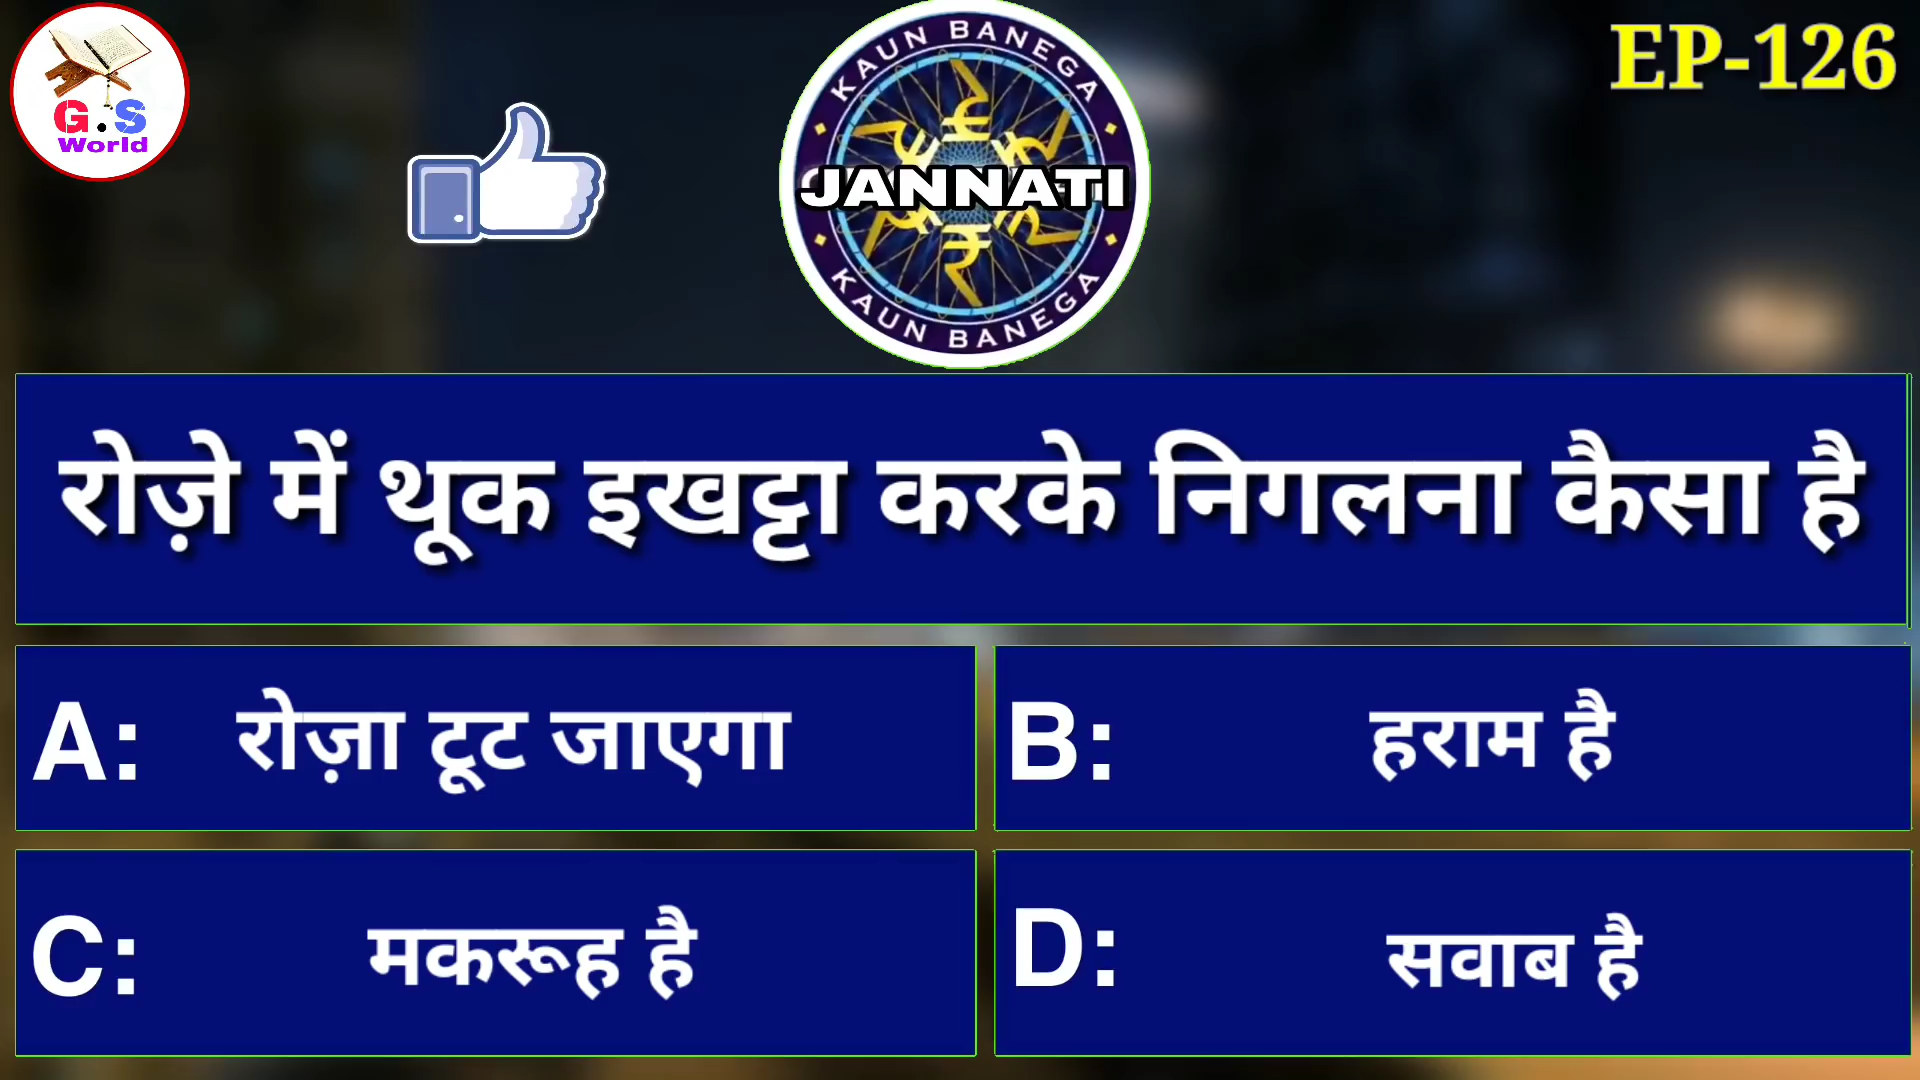 G.S
World
KAUN BANEGA
JANNATI
KAUN BANEGA
EP-126
रोज़े में थूक इखट्टा करके निगलना कैसा है
A: रोज़ा टूट जाएगा
B: हराम है
C: मकरूह है
D: सवाब है